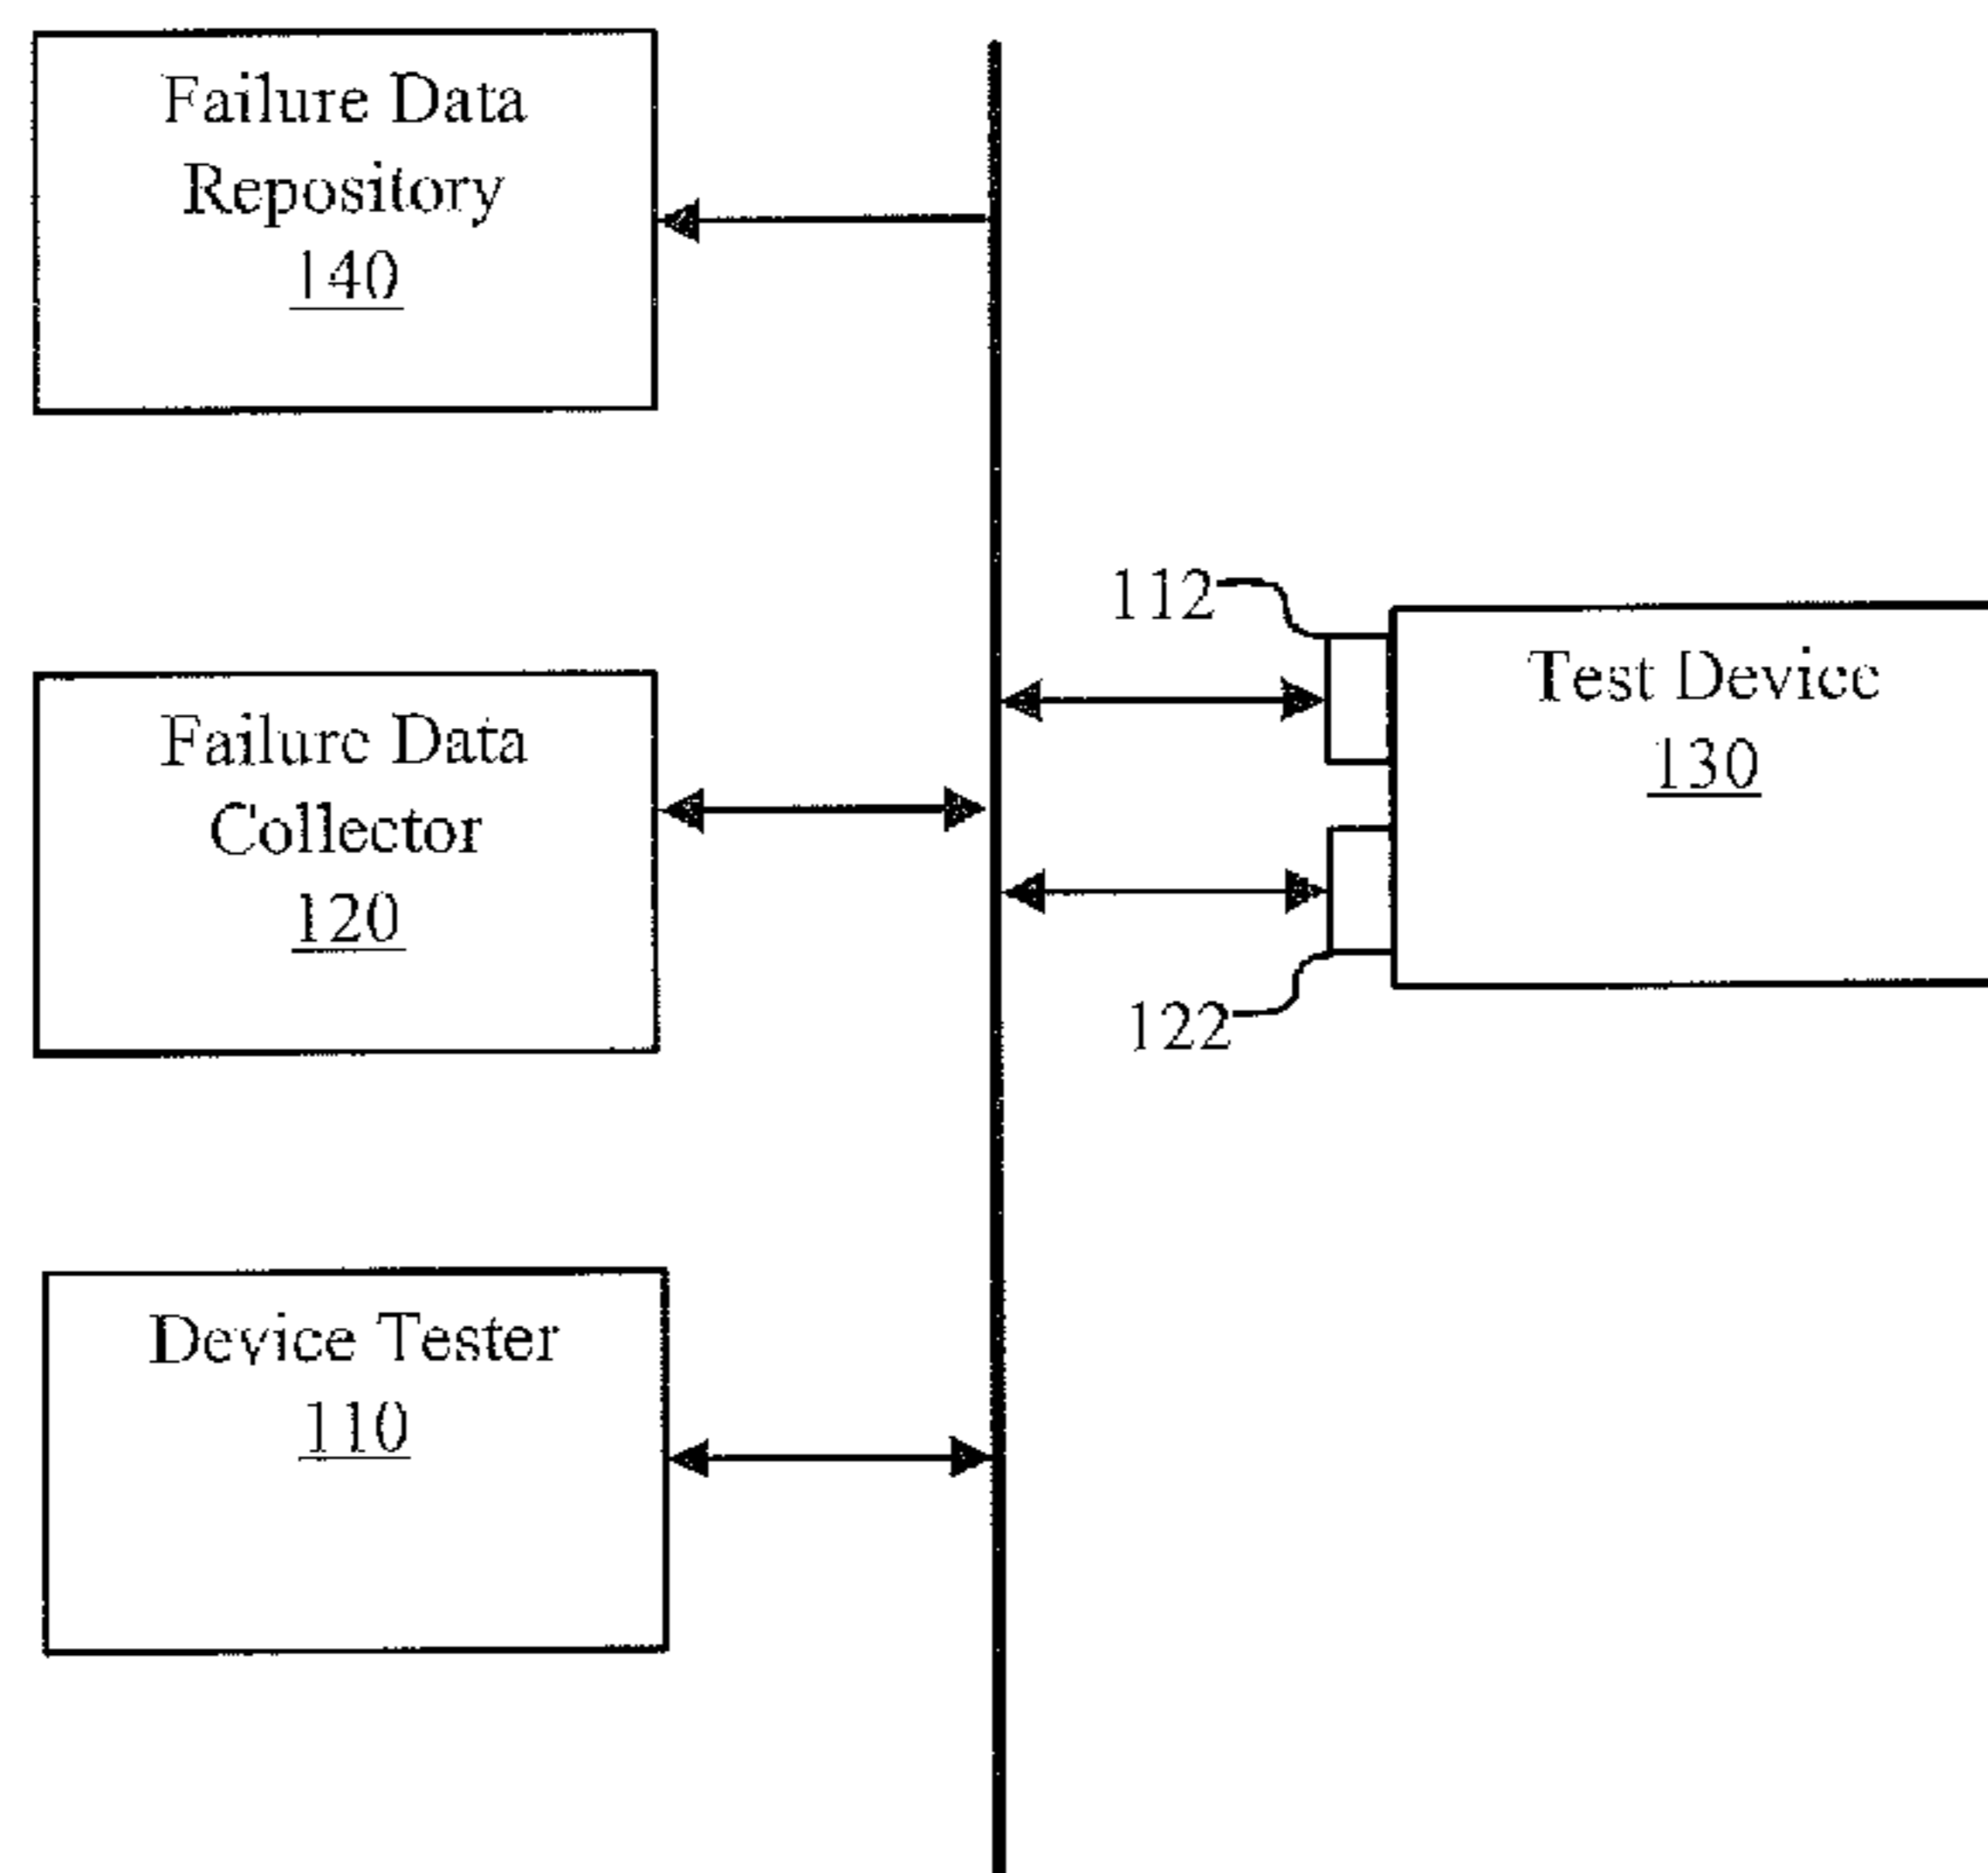 Failure Data
Repository
140
112
Test Device
130
Failure Data
Collector
120
122
Device Tester
110